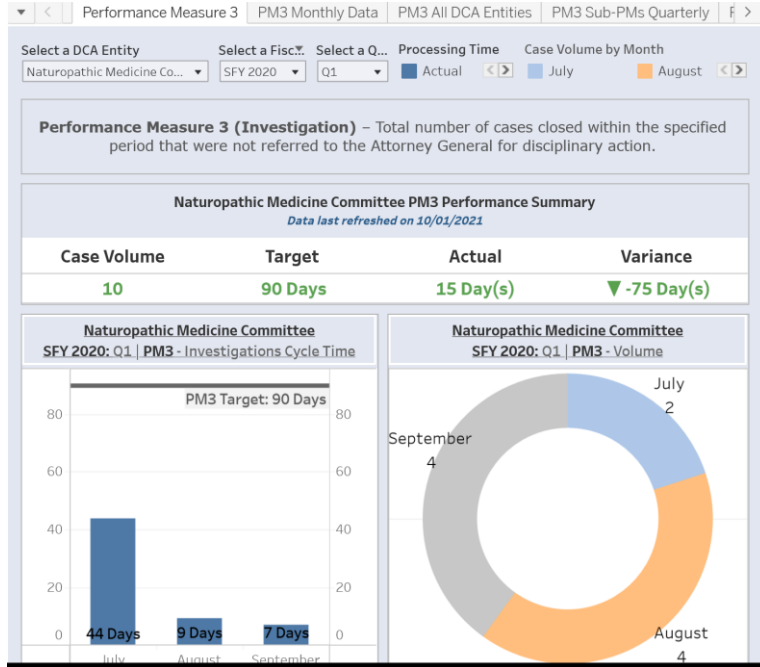 Performance Measure 3
PM3 Monthly Data
PM3 All DCA Entities
PM3 Sub-PMs Quarterly
Select a DCA Entity
Select a Fisc...
Select a Q...
Processing Time
Case Volume by Month
Naturopathic Medicine Co...
SFY 2020
Q1
Actual
July
August
Performance Measure 3 (Investigation) – Total number of cases closed within the specified
period that were not referred to the Attorney General for disciplinary action.
Naturopathic Medicine Committee PM3 Performance Summary
Data last refreshed on 10/01/2021
Case Volume
Target
Actual
Variance
10
90 Days
15 Day(s)
▼ -75 Day(s)
Naturopathic Medicine Committee
SFY 2020: Q1 | PM3 - Investigations Cycle Time
PM3 Target: 90 Days
80
80
60
60
40
40
20
20
0
44 Days
9 Days
7 Days
0
July
August
September
Naturopathic Medicine Committee
SFY 2020: Q1 | PM3 - Volume
July
2
September
4
August
4